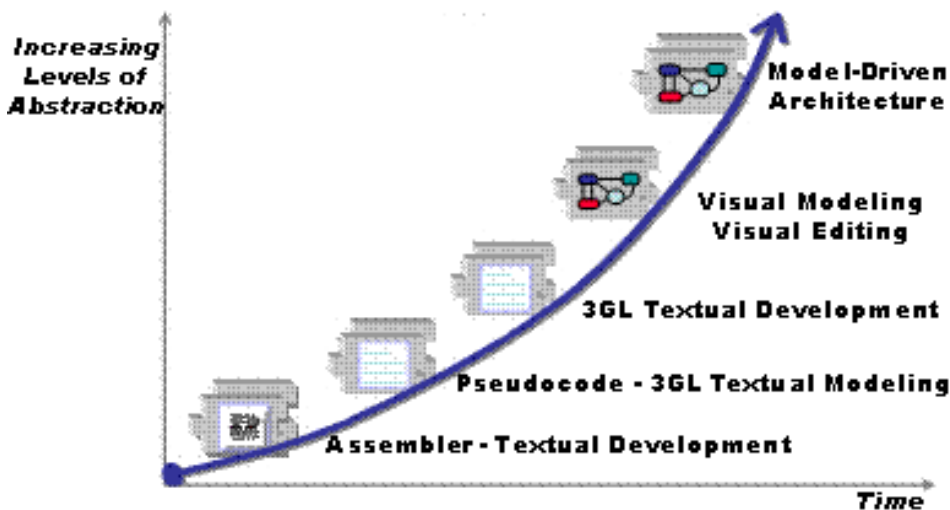 Increasing
Levels of
Abstraction
Model-Driven
Architecture
Visual Modeling
Visual Editing
3GL Textual Development
Pseudocode - 3GL Textual Modeling
Assembler - Textual Development
Time